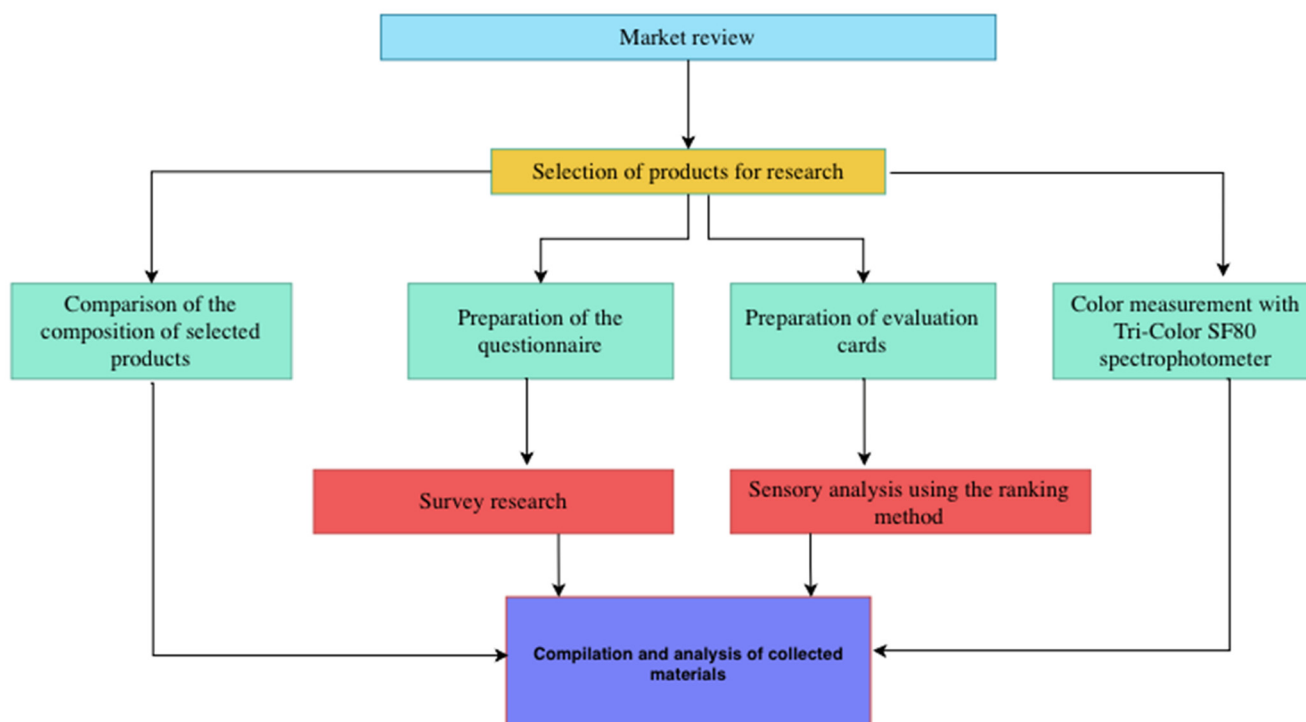 Market review
Selection of products for research
Comparison of the
composition of selected
products
Preparation of the
questionnaire
Preparation of evaluation
cards
Color measurement with
Tri-Color SF80
spectrophotometer
Survey research
Sensory analysis using the ranking
method
Compilation and analysis of collected
materials